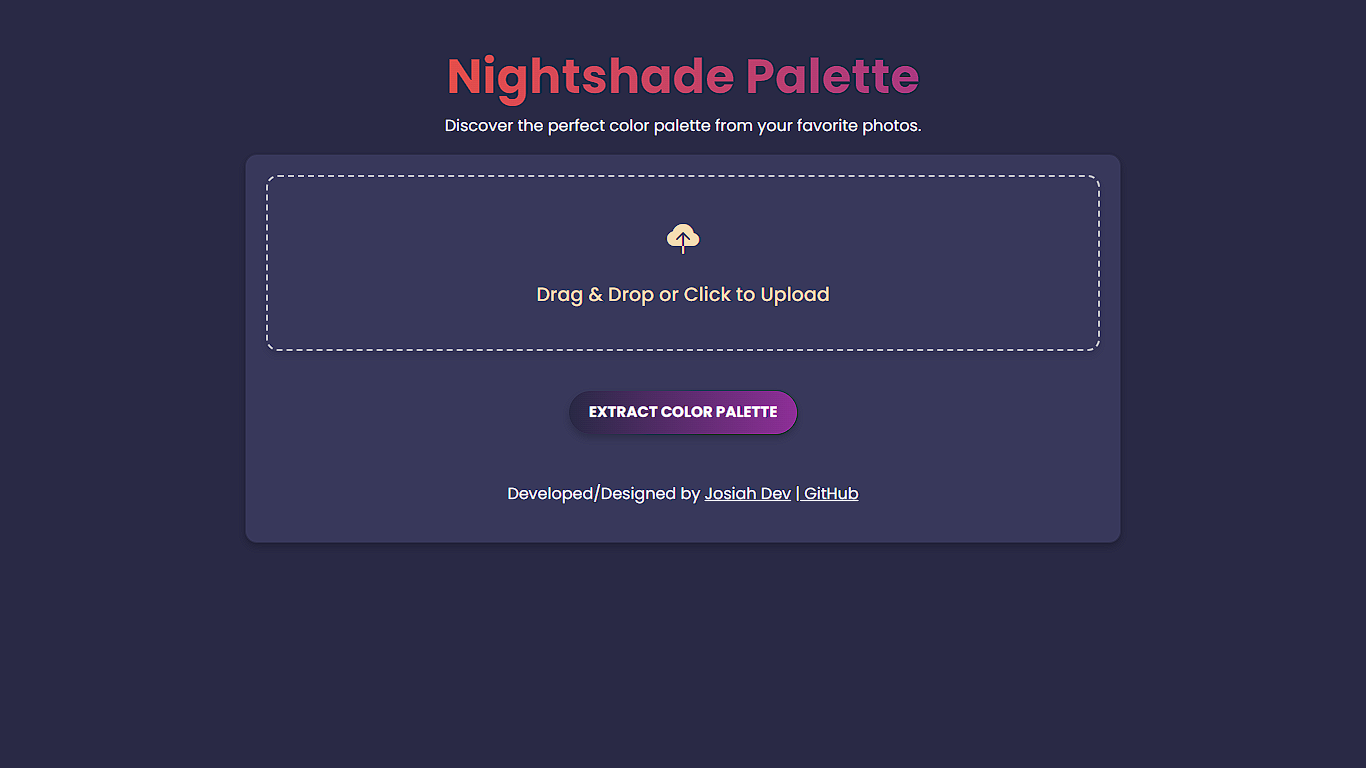 Nightshade Palette
Discover the perfect color palette from your favorite photos.
Drag & Drop or Click to Upload
EXTRACT COLOR PALETTE
Developed/Designed by Josiah Dev | GitHub